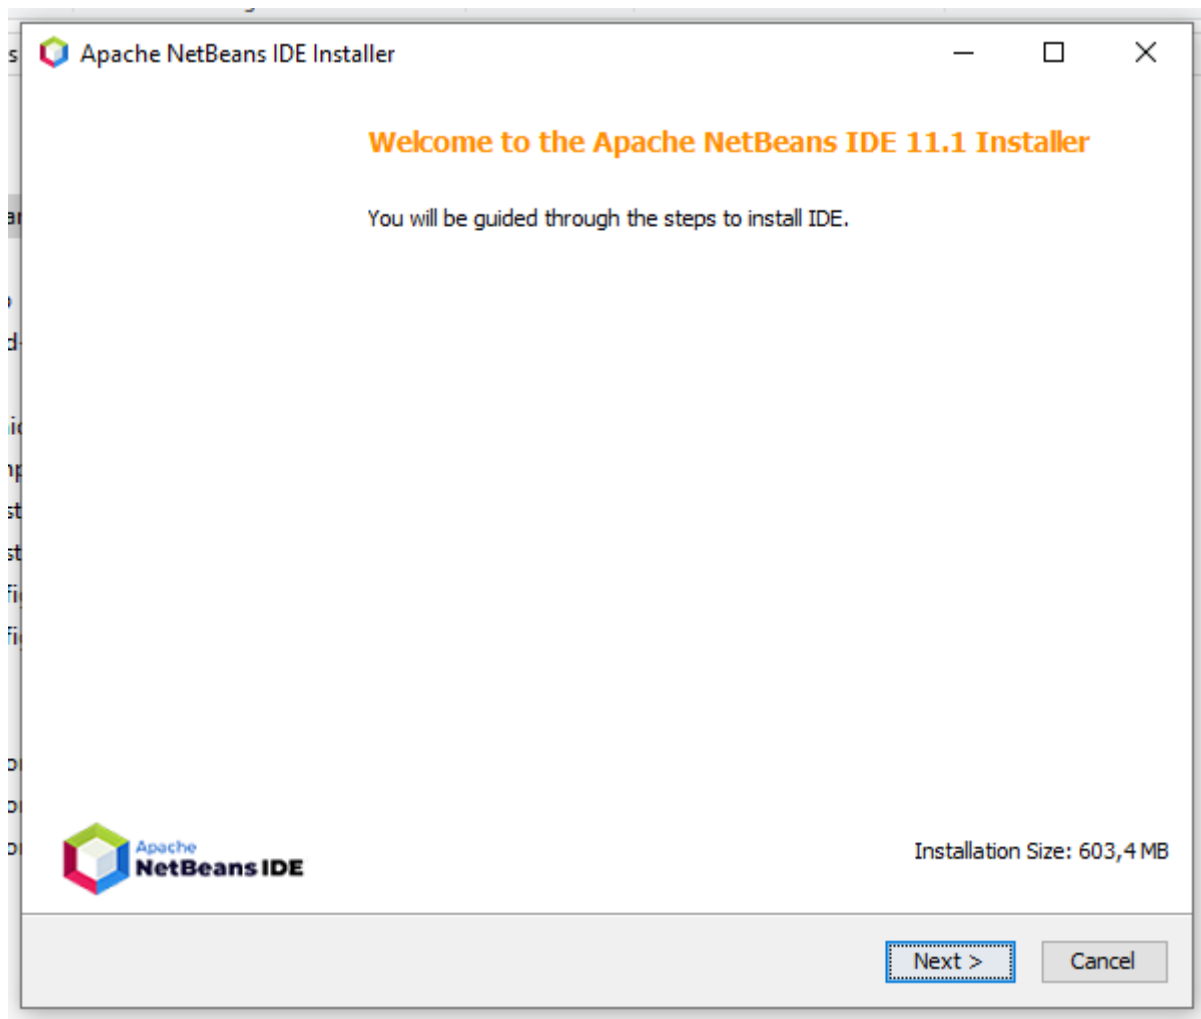 Apache NetBeans IDE Installer
Welcome to the Apache NetBeans IDE 11.1 Installer
You will be guided through the steps to install IDE.
Apache
NetBeans IDE
Installation Size: 603,4 MB
Next >
Cancel